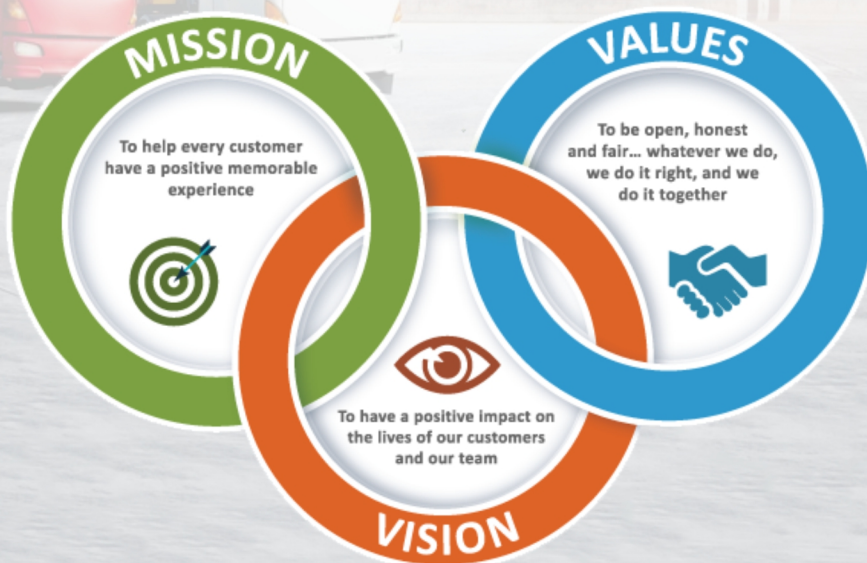 MISSION
To help every customer
have a positive memorable
experience
VALUES
To be open, honest
and fair... whatever we do,
we do it right, and we
do it together
To have a positive impact on
the lives of our customers
and our team
VISION